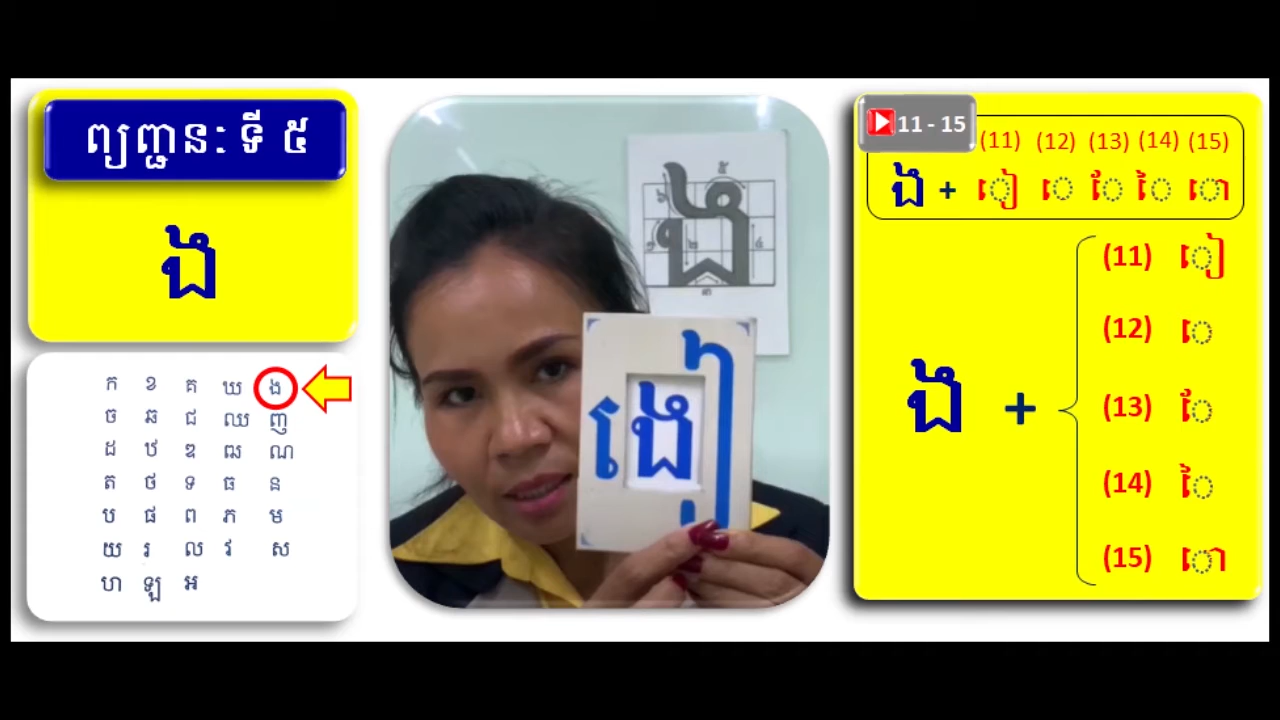 ព្យញ្ជនៈ ទី ៥
ង
ក ខ គ ឃ ង
ច ឆ ជ ឈ ញ
ដ ឋ ឌ ឍ ណ
ត ថ ទ ធ ន
ប ផ ព ភ ម
យ រ ល វ ស
ហ ឡ អ
ង
ងៀ
11 - 15
(11) (12) (13) (14) (15)
ង + ៀ េ ែ ៃ ោ
ង +
(11) ៀ
(12) េ
(13) ែ
(14) ៃ
(15) ោ